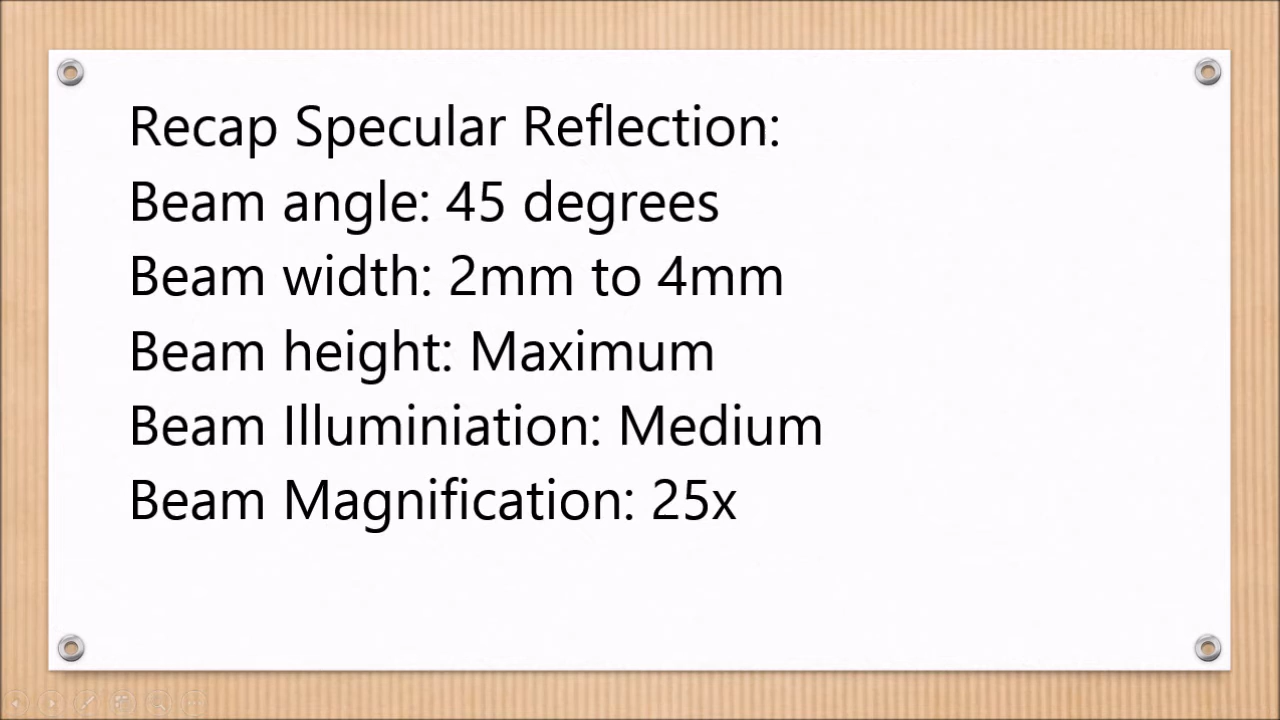 Recap Specular Reflection:
Beam angle: 45 degrees
Beam width: 2mm to 4mm
Beam height: Maximum
Beam Illuminiation: Medium
Beam Magnification: 25x